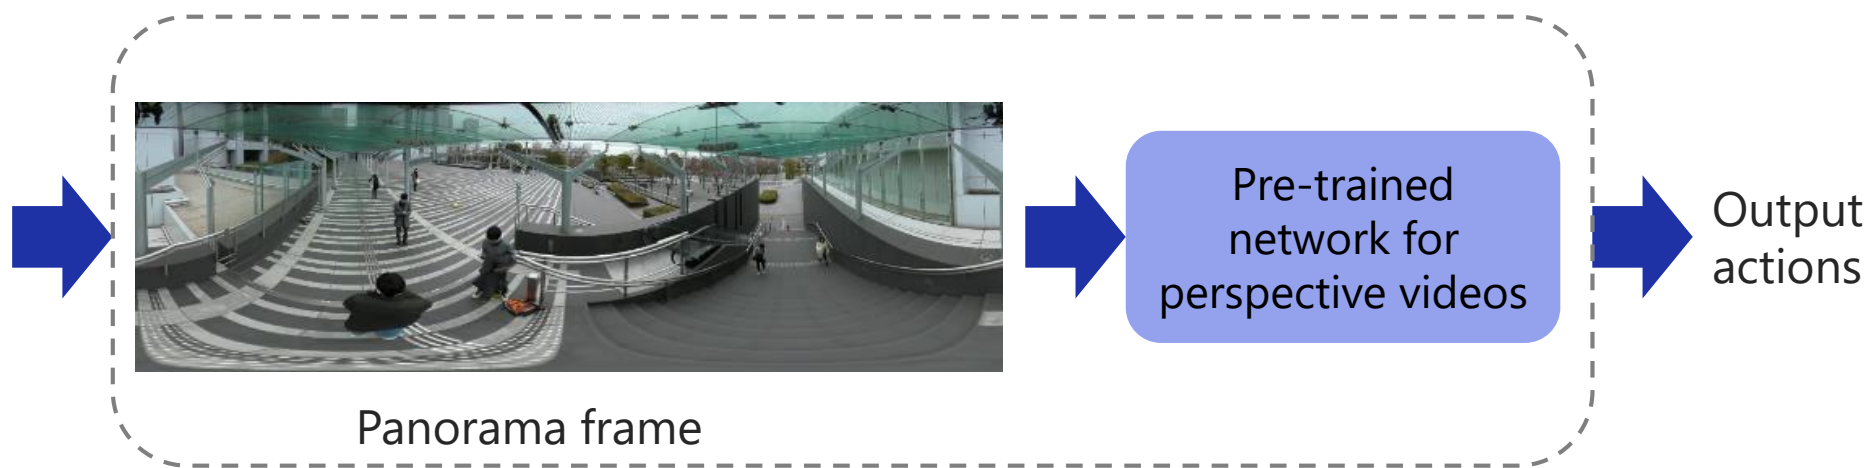 Pre-trained
network for
perspective videos
Output
actions
Panorama frame